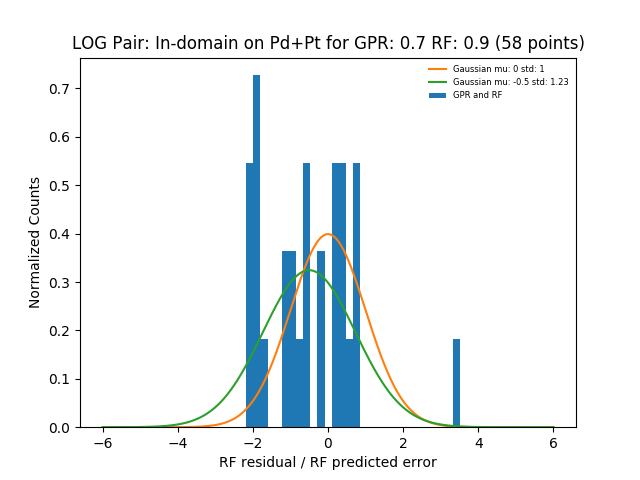 LOG Pair: In-domain on Pd+Pt for GPR: 0.7 RF: 0.9 (58 points)
Gaussian mu: 0 std: 1
Gaussian mu: -0.5 std: 1.23
GPR and RF
Normalized Counts
0.7
0.6
0.5
0.4
0.3
0.2
0.1
0.0
−6
−4
−2
0
2
4
6
RF residual / RF predicted error